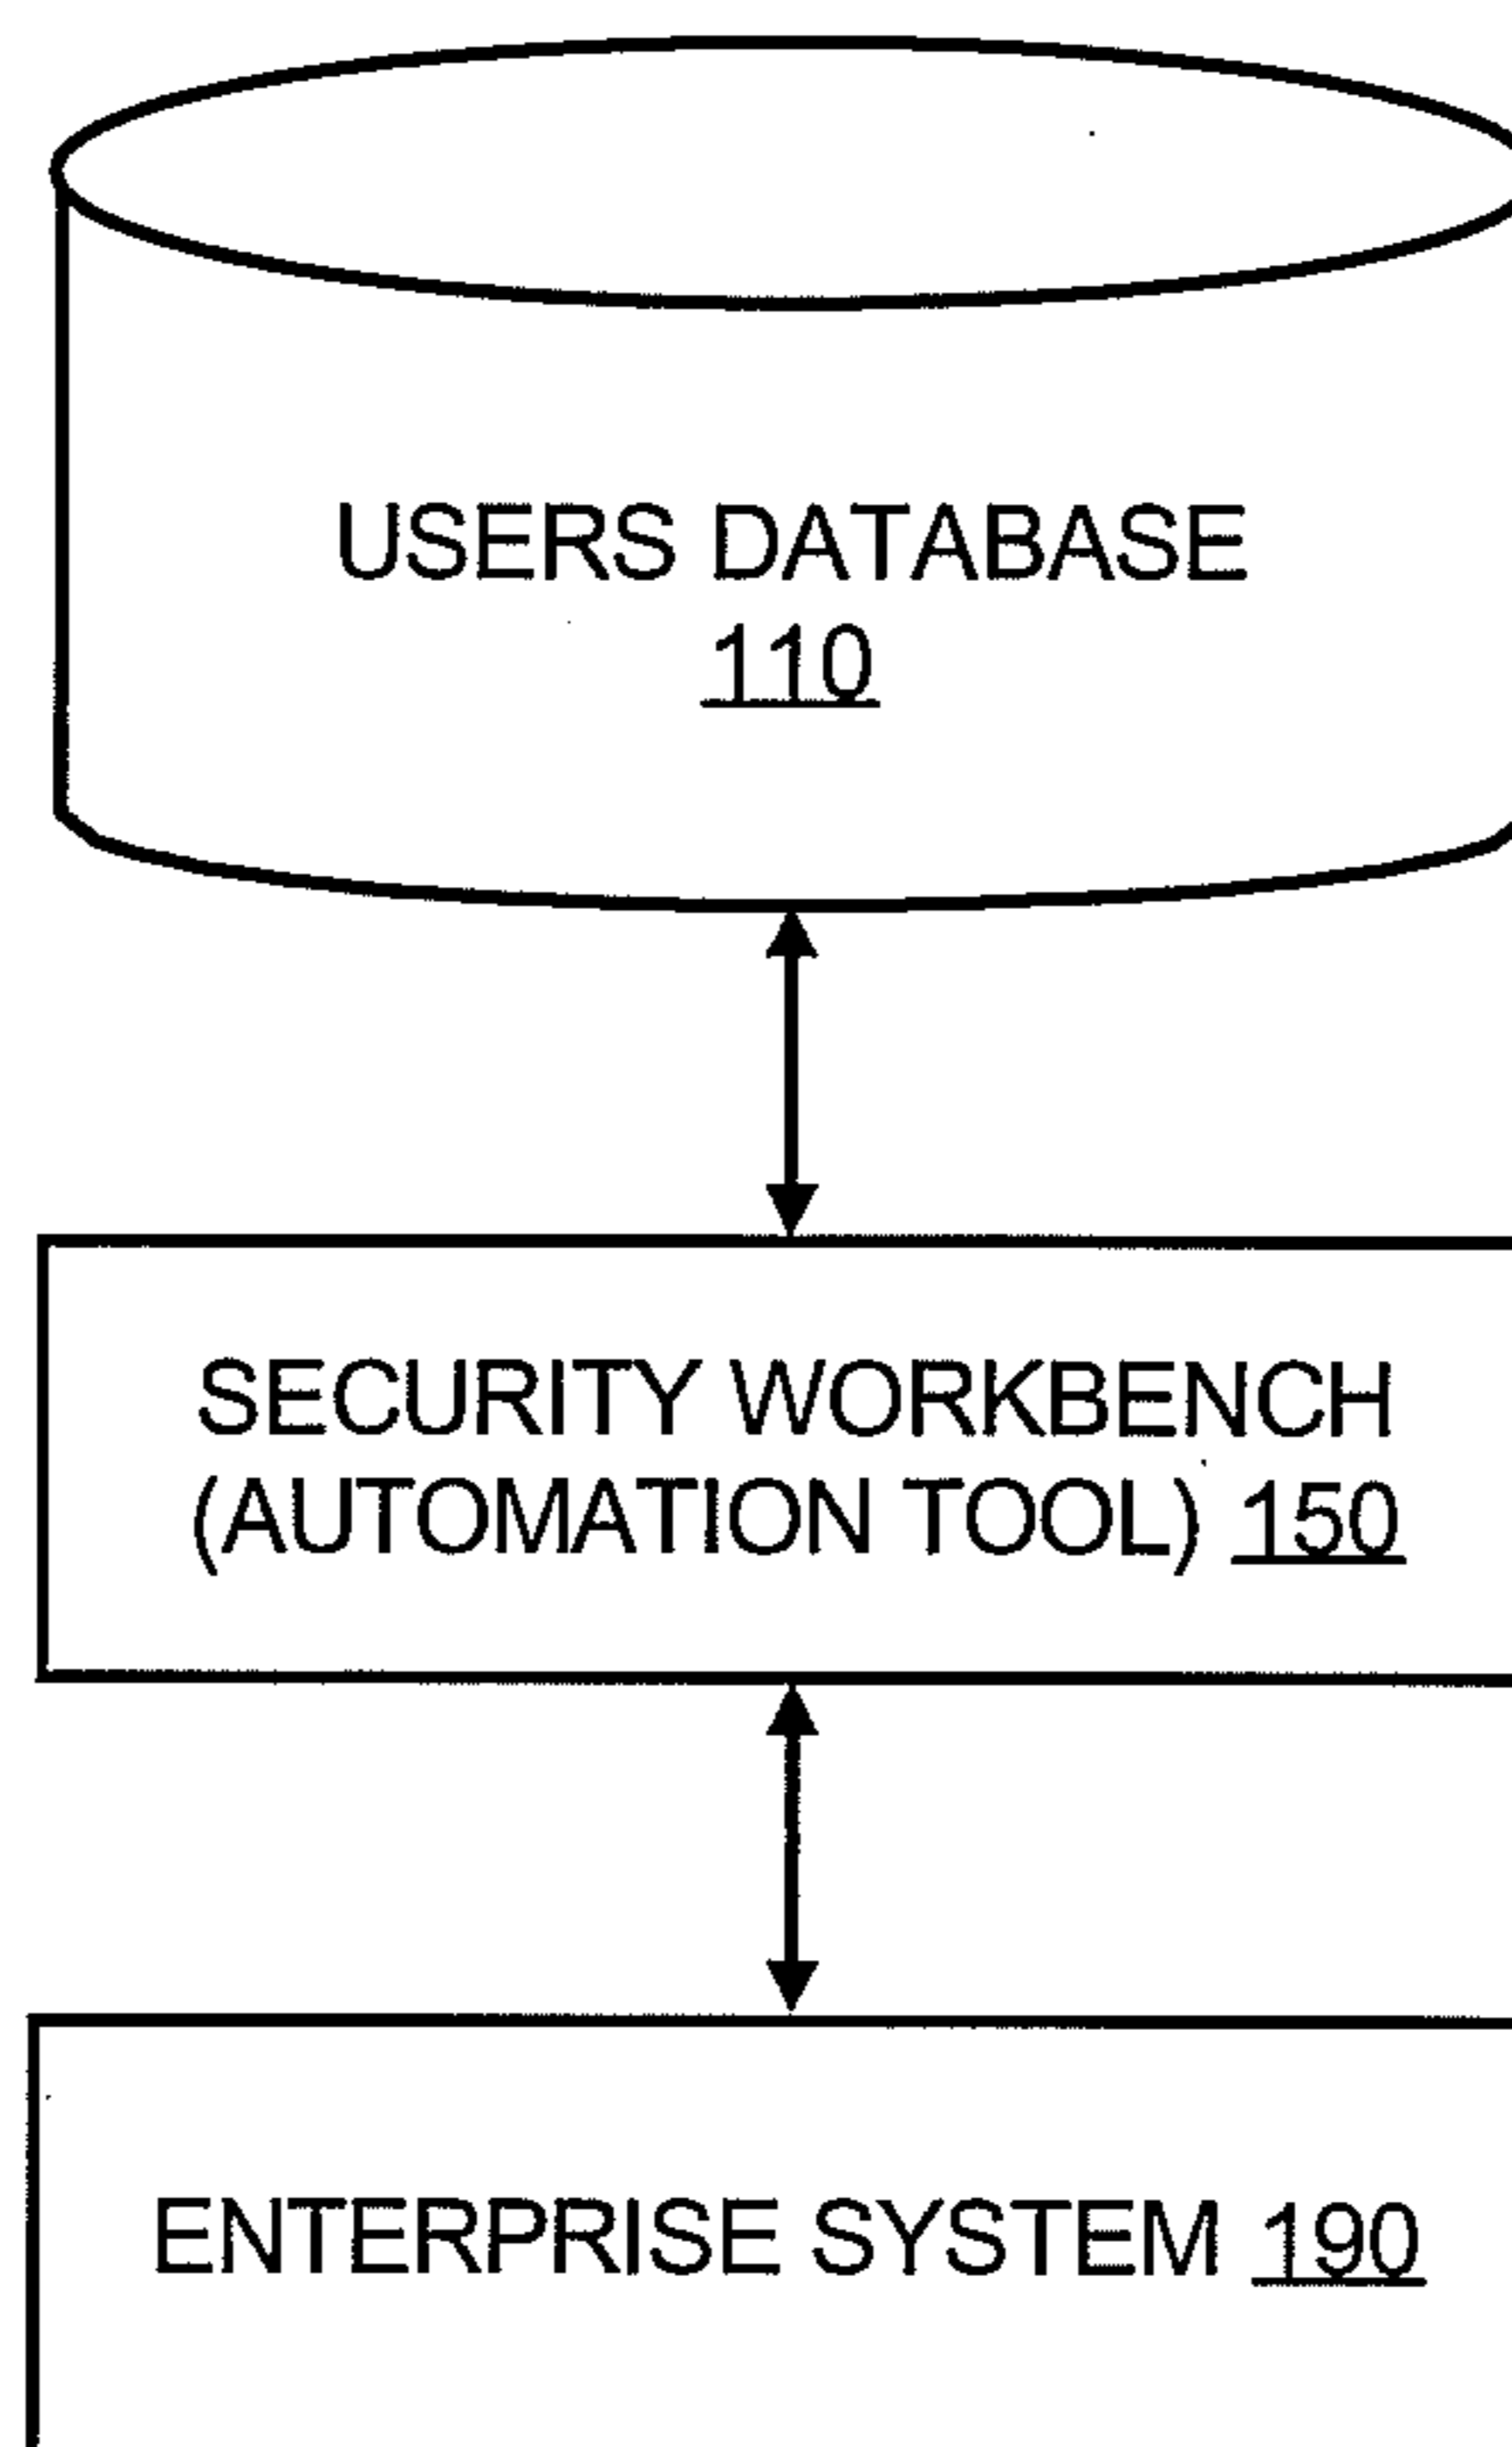 USERS DATABASE
110
SECURITY WORKBENCH
(AUTOMATION TOOL) 150
ENTERPRISE SYSTEM 190